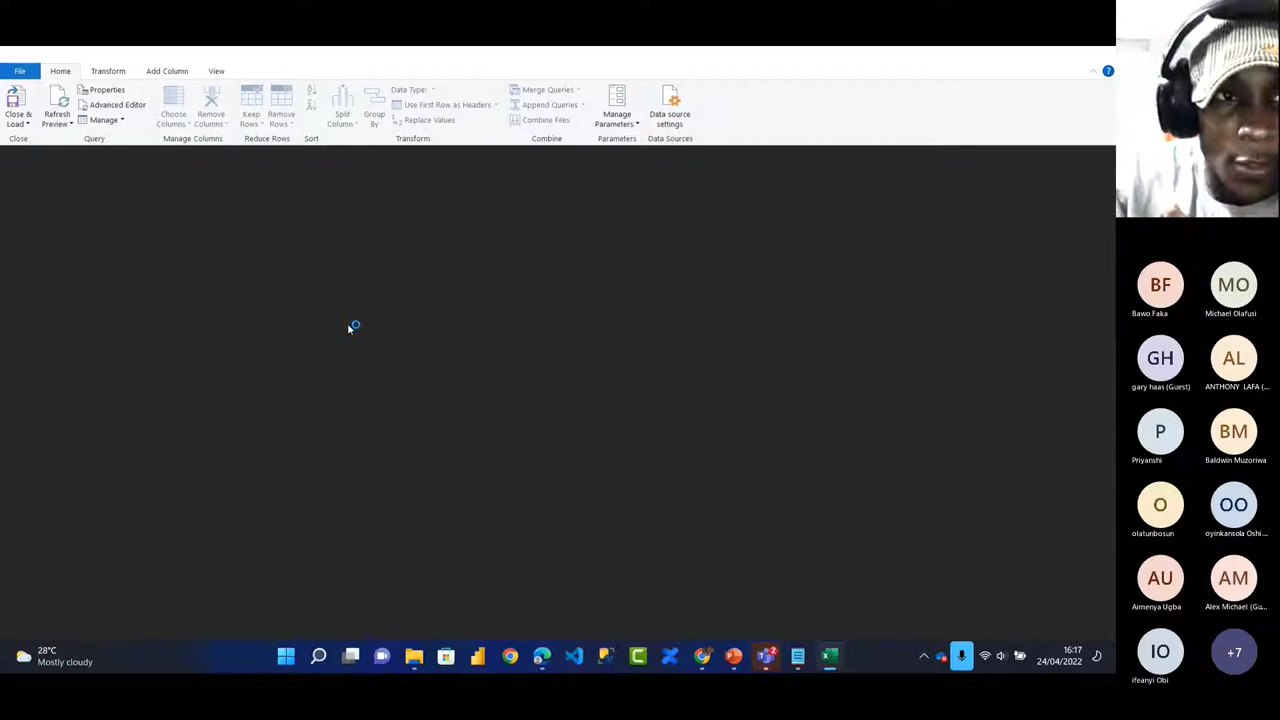 File Home Transform Add Column View
Close & Load
Close
Refresh Preview
Properties
Advanced Editor
Manage
Query
Choose Columns
Remove Columns
Manage Columns
Keep Rows
Remove Rows
Reduce Rows
Sort
Split Column
Group By
Data Type:
Use First Row as Headers
Replace Values
Transform
Merge Queries
Append Queries
Combine Files
Combine
Manage Parameters
Parameters
Data source settings
Data Sources
?
BF
Bawo Faka
MO
Michael Olafusi
GH
gary haas (Guest)
AL
ANTHONY LAFA (...
P
Priyanshi
BM
Baldwin Muzoriwa
O
olatunbosun
OO
oyinkansola Oshi...
AU
Aimenya Ugba
AM
Alex Michael (Gu...
IO
ifeanyi Obi
+7
28°C
Mostly cloudy
2
16:17
24/04/2022